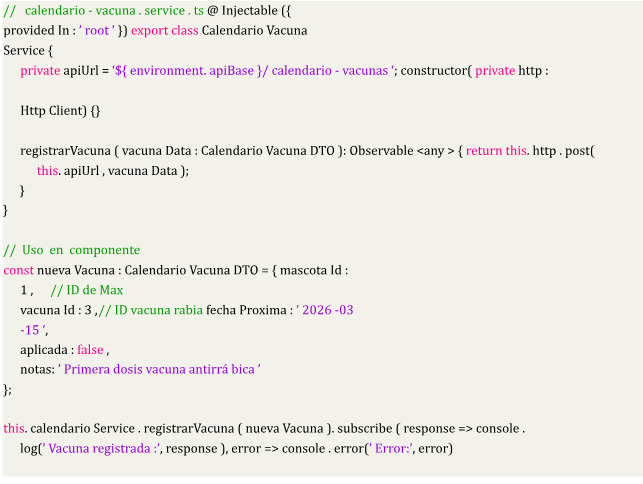 //  calendario - vacuna . service . ts @ Injectable ({
provided In : ’ root ’ }) export class Calendario Vacuna
Service {
private apiUrl = ‘${ environment. apiBase }/ calendario - vacunas ‘; constructor( private http :
Http Client) {}
registrarVacuna ( vacuna Data : Calendario Vacuna DTO ): Observable <any > { return this. http . post(
this. apiUrl , vacuna Data );
}
}
// Uso en componente
const nueva Vacuna : Calendario Vacuna DTO = { mascota Id :
1 ,    // ID de Max
vacuna Id : 3 ,// ID vacuna rabia fecha Proxima : ’ 2026 -03
-15 ’,
aplicada : false ,
notas: ’ Primera dosis vacuna antirrá bica ’
};
this. calendario Service . registrarVacuna ( nueva Vacuna ). subscribe ( response => console .
log(’ Vacuna registrada :’, response ), error => console . error(’ Error:’, error)